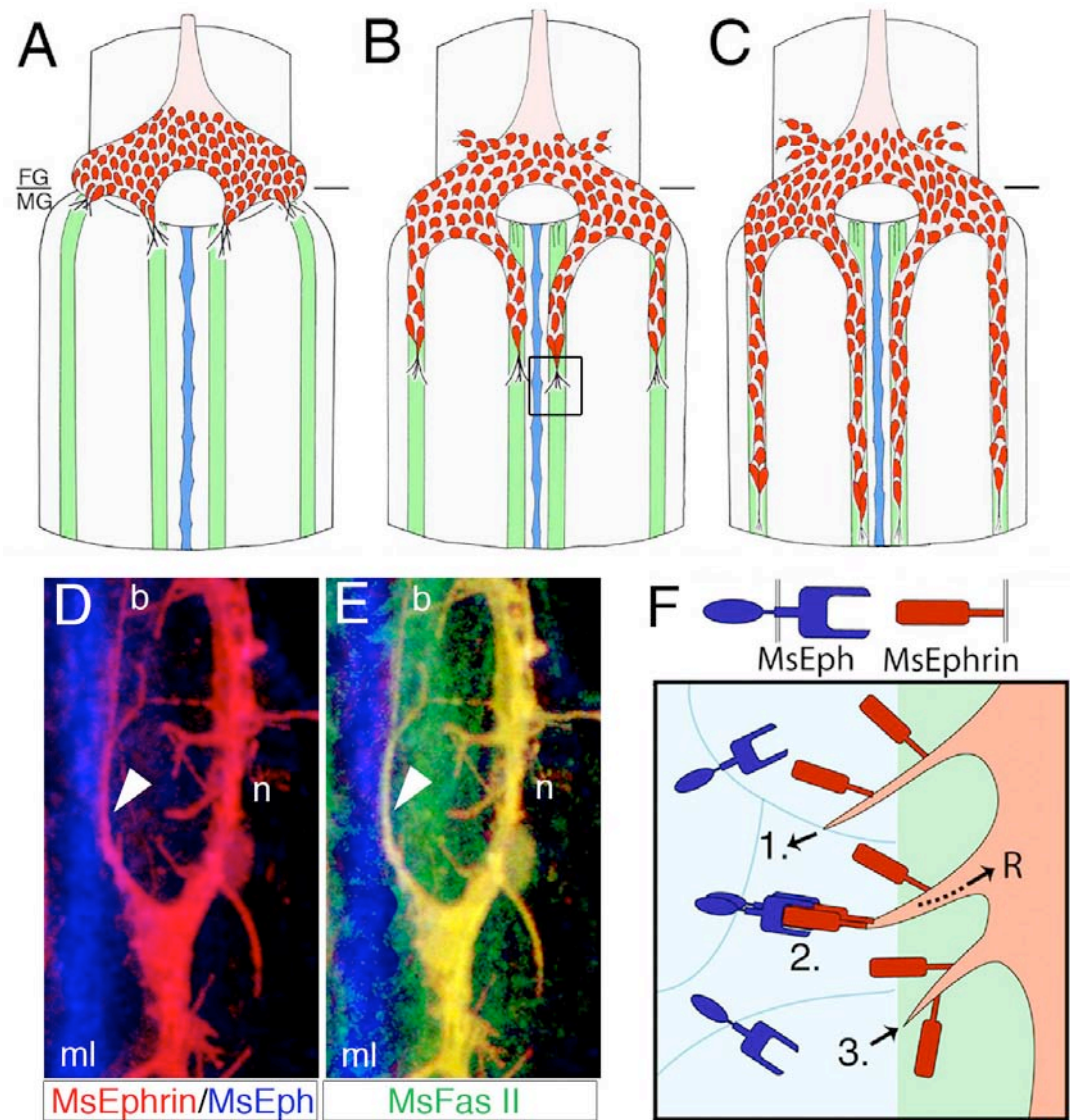 A B C
FG
MG
D b E b F
MsEph MsEphrin
n n
1.
R
2.
3.
ml ml
MsEphrin/MsEph MsFas II